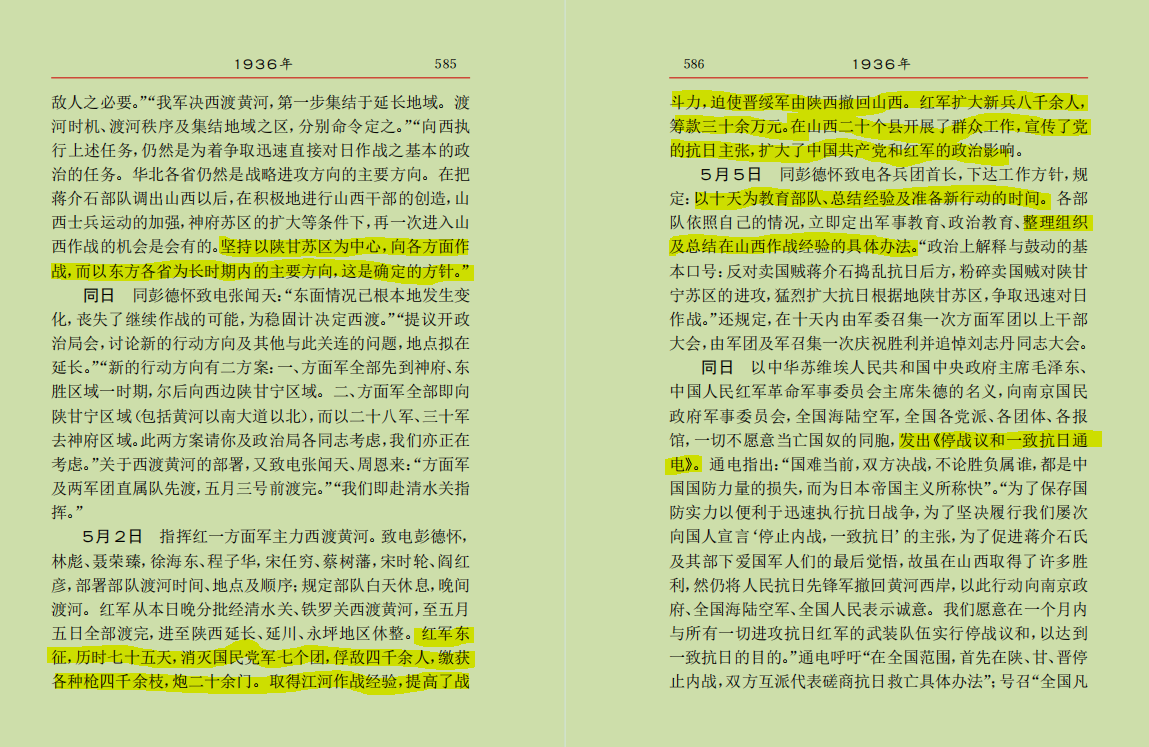 1936年 585
敌人之必要。”“我军决西渡黄河，第一步集结于延长地域。渡
河时机、渡河秩序及集结地域之区，分别命令定之。”“向西执
行上述任务，仍然是为着争取迅速直接对日作战之基本的政
治的任务。华北各省仍然是战略进攻方向的主要方向。在把
蒋介石部队调出山西以后，在积极地进行山西干部的创造，山
西士兵运动的加强，神府苏区的扩大等条件下，再一次进入山
西作战的机会是会有的。坚持以陕甘苏区为中心，向各方面作
战，而以东方各省为长时期内的主要方向，这是确定的方针。”
同日 同彭德怀致电张闻天：“东面情况已根本地发生变
化，丧失了继续作战的可能，为稳固计决定西渡。”“提议开政
治局会，讨论新的行动方向及其他与此关连的问题，地点拟在
延长。”“新的行动方向有二方案：一、方面军全部先到神府、东
胜区域一时期，尔后向西边陕甘宁区域。二、方面军全部即向
陕甘宁区域（包括黄河以南大道以北），而以二十八军、三十军
去神府区域。此两方案请你及政治局各同志考虑，我们亦正在
考虑。”关于西渡黄河的部署，又致电张闻天、周恩来：“方面军
及两军团直属队先渡，五月三号前渡完。”“我们即赴清水关指
挥。”
5月2日 指挥红一方面军主力西渡黄河。致电彭德怀，
林彪、聂荣臻，徐海东、程子华，宋任穷、蔡树藩，宋时轮、阎红
彦，部署部队渡河时间、地点及顺序；规定部队白天休息，晚间
渡河。红军从本日晚分批经清水关、铁罗关西渡黄河，至五月
五日全部渡完，进至陕西延长、延川、永坪地区休整。红军东
征，历时七十五天，消灭国民党军七个团，俘敌四千余人，缴获
各种枪四千余枝，炮二十余门。取得江河作战经验，提高了战
586 1936年
斗力，迫使晋绥军由陕西撤回山西。红军扩大新兵八千余人，
筹款三十余万元。在山西二十个县开展了群众工作，宣传了党
的抗日主张，扩大了中国共产党和红军的政治影响。
5月5日 同彭德怀致电各兵团首长，下达工作方针，规
定：以十天为教育部队、总结经验及准备新行动的时间。各部
队依照自己的情况，立即定出军事教育、政治教育、整理组织
及总结在山西作战经验的具体办法。“政治上解释与鼓动的基
本口号：反对卖国贼蒋介石捣乱抗日后方，粉碎卖国贼对陕甘
宁苏区的进攻，猛烈扩大抗日根据地陕甘苏区，争取迅速对日
作战。”还规定，在十天内由军委召集一次方面军团以上干部
大会，由军团及军召集一次庆祝胜利并追悼刘志丹同志大会。
同日 以中华苏维埃人民共和国中央政府主席毛泽东、
中国人民红军革命军事委员会主席朱德的名义，向南京国民
政府军事委员会，全国海陆空军，全国各党派、各团体、各报
馆，一切不愿意当亡国奴的同胞，发出《停战议和一致抗日通
电》。通电指出：“国难当前，双方决战，不论胜负属谁，都是中
国国防力量的损失，而为日本帝国主义所称快”。“为了保存国
防实力以便利于迅速执行抗日战争，为了坚决履行我们屡次
向国人宣言‘停止内战，一致抗日’的主张，为了促进蒋介石氏
及其部下爱国军人们的最后觉悟，故虽在山西取得了许多胜
利，然仍将人民抗日先锋军撤回黄河西岸，以此行动向南京政
府、全国海陆空军、全国人民表示诚意。我们愿意在一个月内
与所有一切进攻抗日红军的武装队伍实行停战议和，以达到
一致抗日的目的。”通电呼吁“在全国范围，首先在陕、甘、晋停
止内战，双方互派代表磋商抗日救亡具体办法”；号召“全国凡